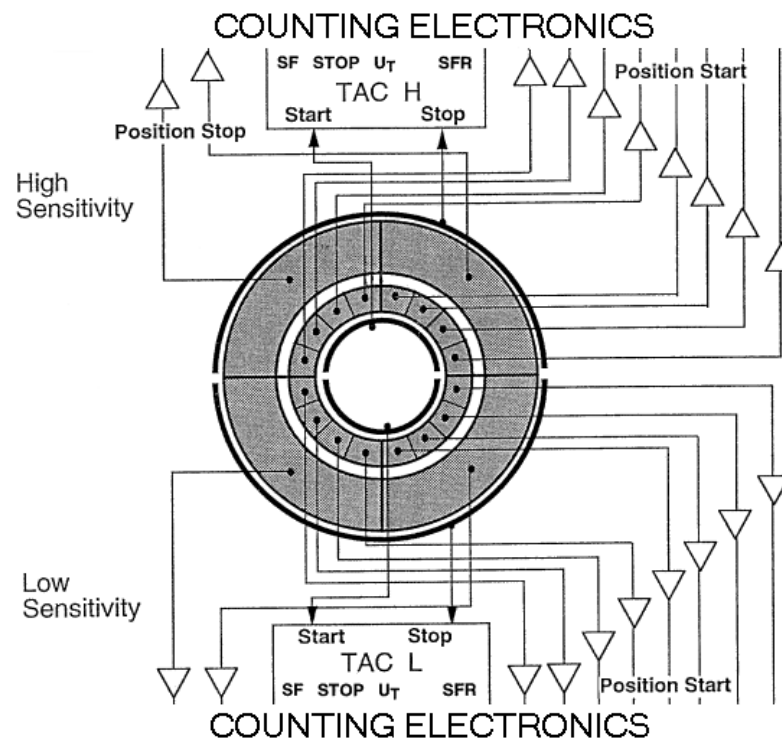 COUNTING ELECTRONICS
SF STOP UT SFR
Position Start
TAC H
Start Stop
Position Stop
High
Sensitivity
Low
Sensitivity
Start Stop
TAC L
SF STOP UT SFR
Position Start
COUNTING ELECTRONICS